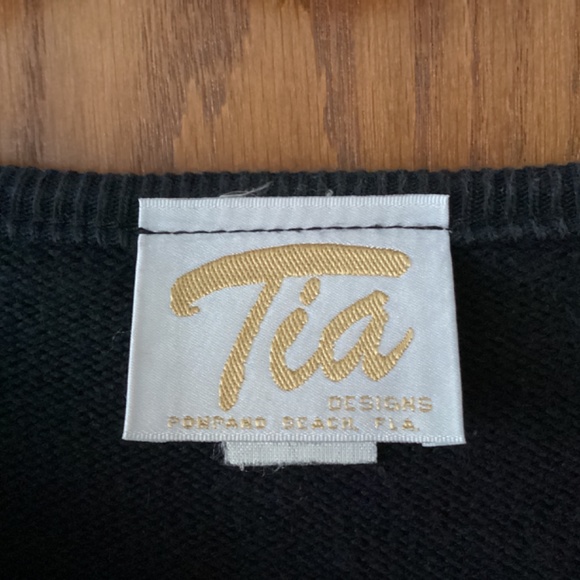 Tia
DESIGNS
POMPANO BEACH, FLA.